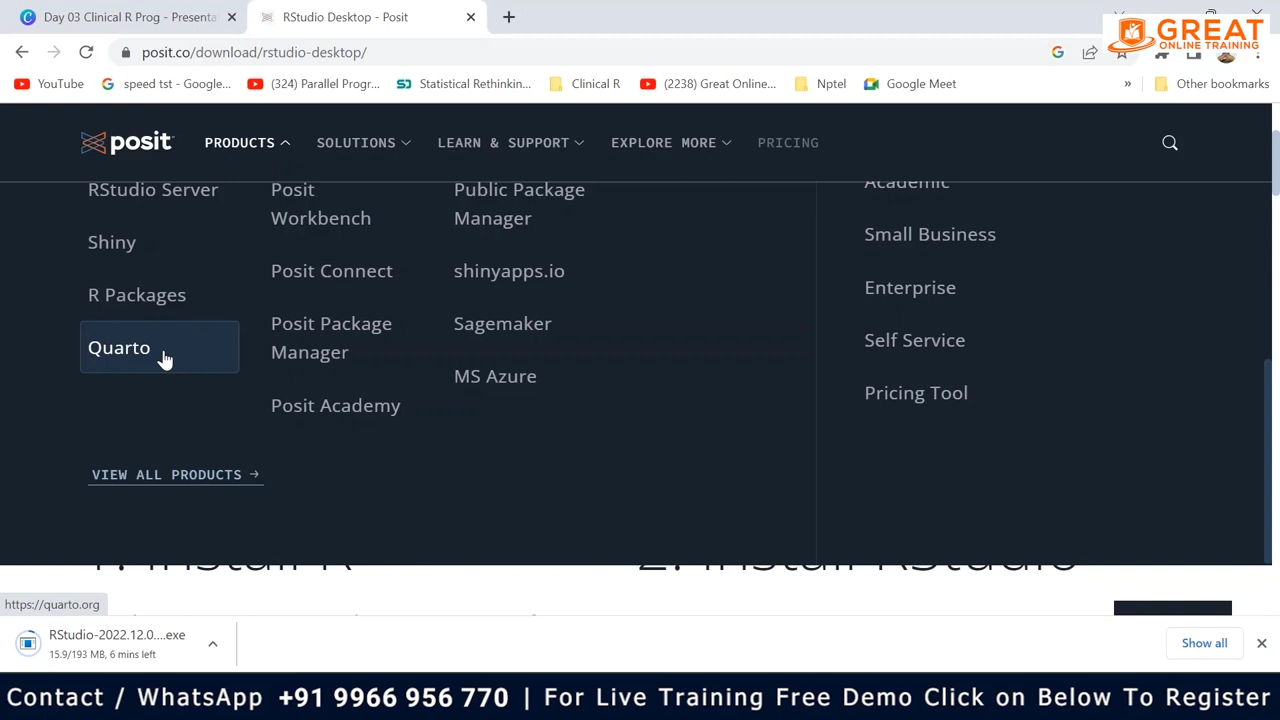 Day 03 Clinical R Prog - Presenta
RStudio Desktop - Posit
GREAT
ONLINE TRAINING
posit.co/download/rstudio-desktop/
YouTube
speed tst - Google...
(324) Parallel Progr...
Statistical Rethinkin...
Clinical R
(2238) Great Online...
Nptel
Google Meet
»
Other bookmarks
posit
PRODUCTS
SOLUTIONS
LEARN & SUPPORT
EXPLORE MORE
PRICING
RStudio Server
Shiny
R Packages
Quarto
Posit
Workbench
Posit Connect
Posit Package
Manager
Posit Academy
Public Package
Manager
shinyapps.io
Sagemaker
MS Azure
Academic
Small Business
Enterprise
Self Service
Pricing Tool
VIEW ALL PRODUCTS →
1: Install R
2: Install RStudio
https://quarto.org
RStudio-2022.12.0....exe
15.9/193 MB, 6 mins left
Show all
Contact / WhatsApp +91 9966 956 770 | For Live Training Free Demo Click on Below To Register